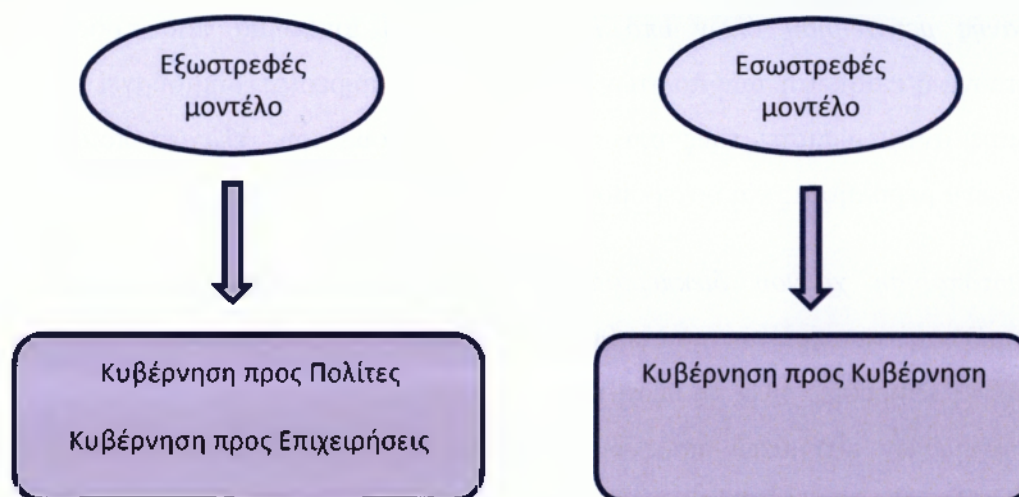 Εξωστρεφές
μοντέλο
Εσωστρεφές
μοντέλο
Κυβέρνηση προς Πολίτες
Κυβέρνηση προς Επιχειρήσεις
Κυβέρνηση προς Κυβέρνηση